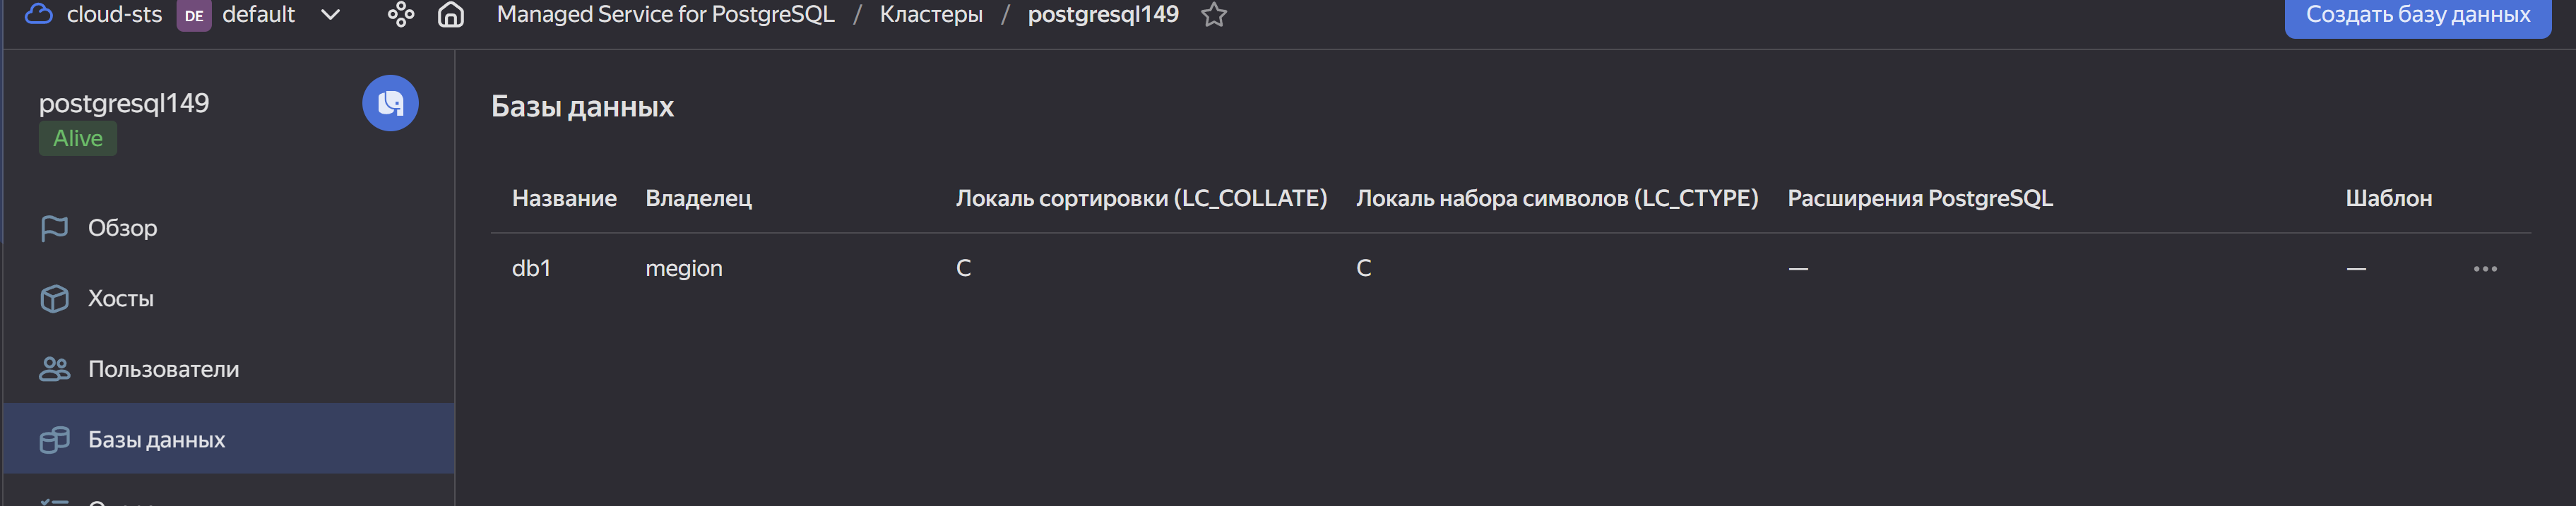 cloud-sts DE default Managed Service for PostgreSQL / Кластеры / postgresql149 Создать базу данных
postgresql149
Alive
Обзор
Хосты
Пользователи
Базы данных
Базы данных
Название Владелец Локаль сортировки (LC_COLLATE) Локаль набора символов (LC_CTYPE) Расширения PostgreSQL Шаблон
db1 megion C C — —